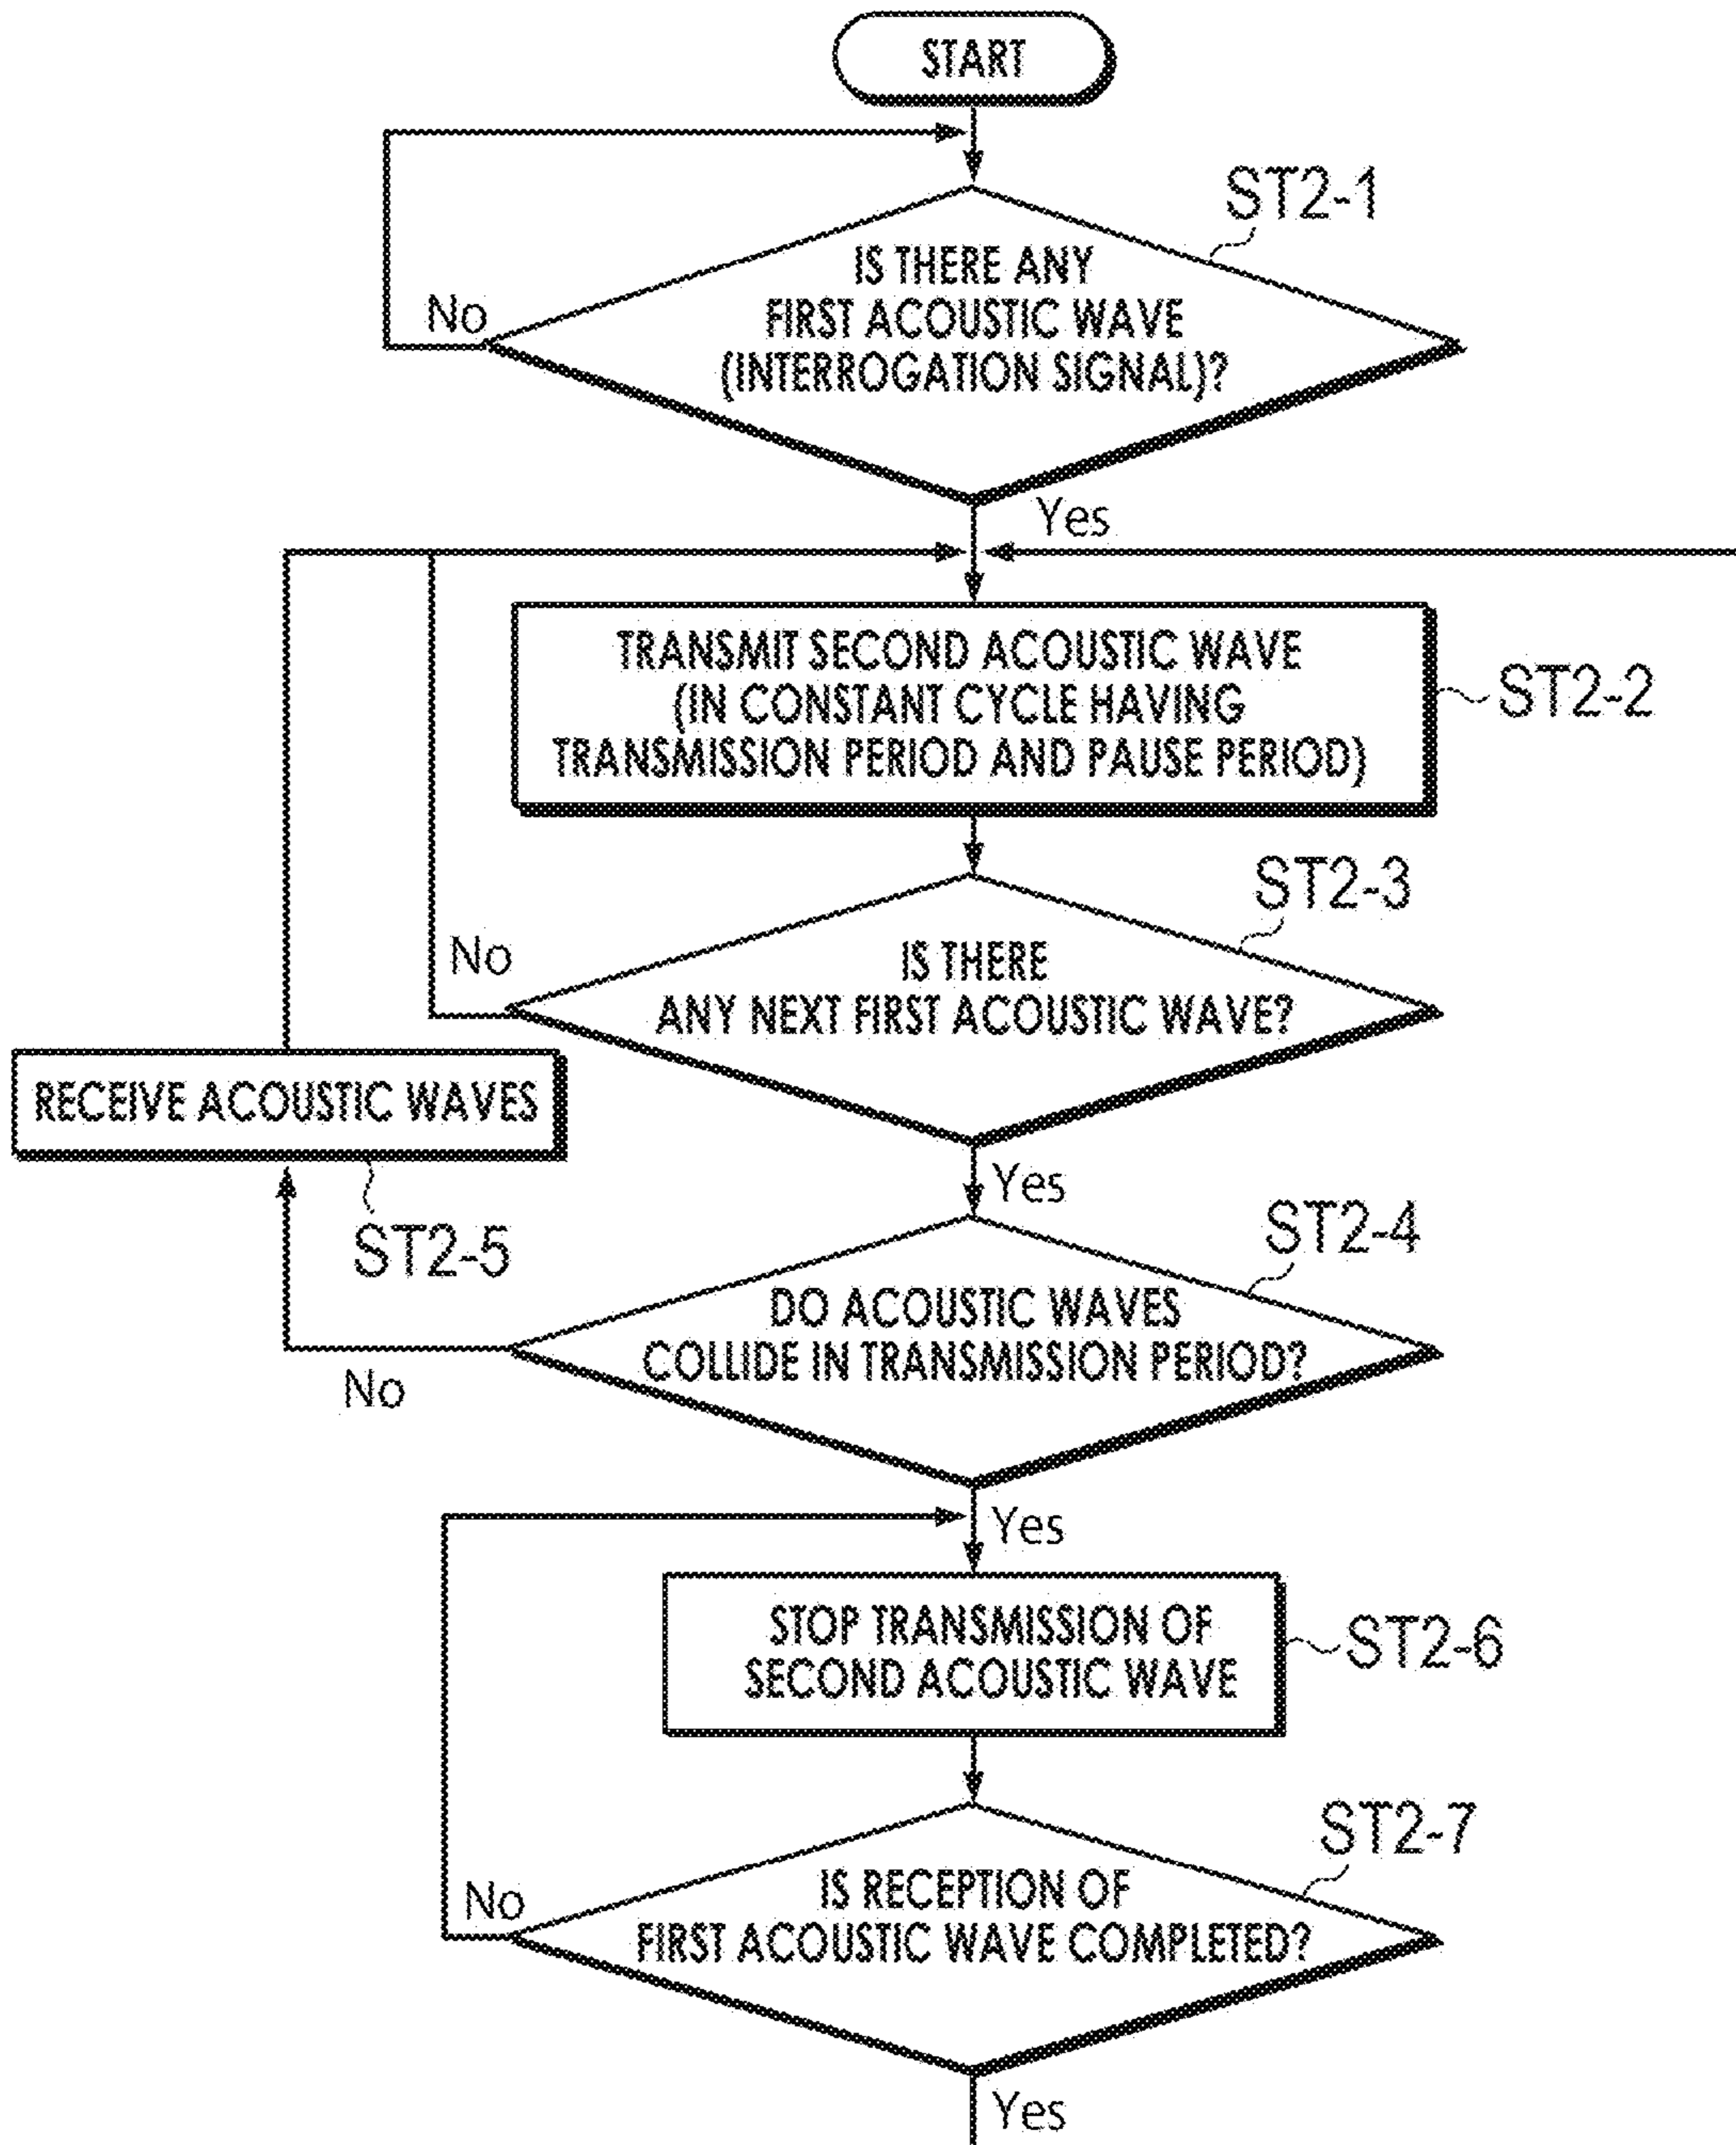 START
ST2-1
IS THERE ANY
FIRST ACOUSTIC WAVE
(INTERROGATION SIGNAL)?
No
Yes
TRANSMIT SECOND ACOUSTIC WAVE
(IN CONSTANT CYCLE HAVING
TRANSMISSION PERIOD AND PAUSE PERIOD)
ST2-2
ST2-3
No
IS THERE
ANY NEXT FIRST ACOUSTIC WAVE?
RECEIVE ACOUSTIC WAVES
Yes
ST2-5
ST2-4
DO ACOUSTIC WAVES
COLLIDE IN TRANSMISSION PERIOD?
No
Yes
STOP TRANSMISSION OF
SECOND ACOUSTIC WAVE
ST2-6
ST2-7
No
IS RECEPTION OF
FIRST ACOUSTIC WAVE COMPLETED?
Yes